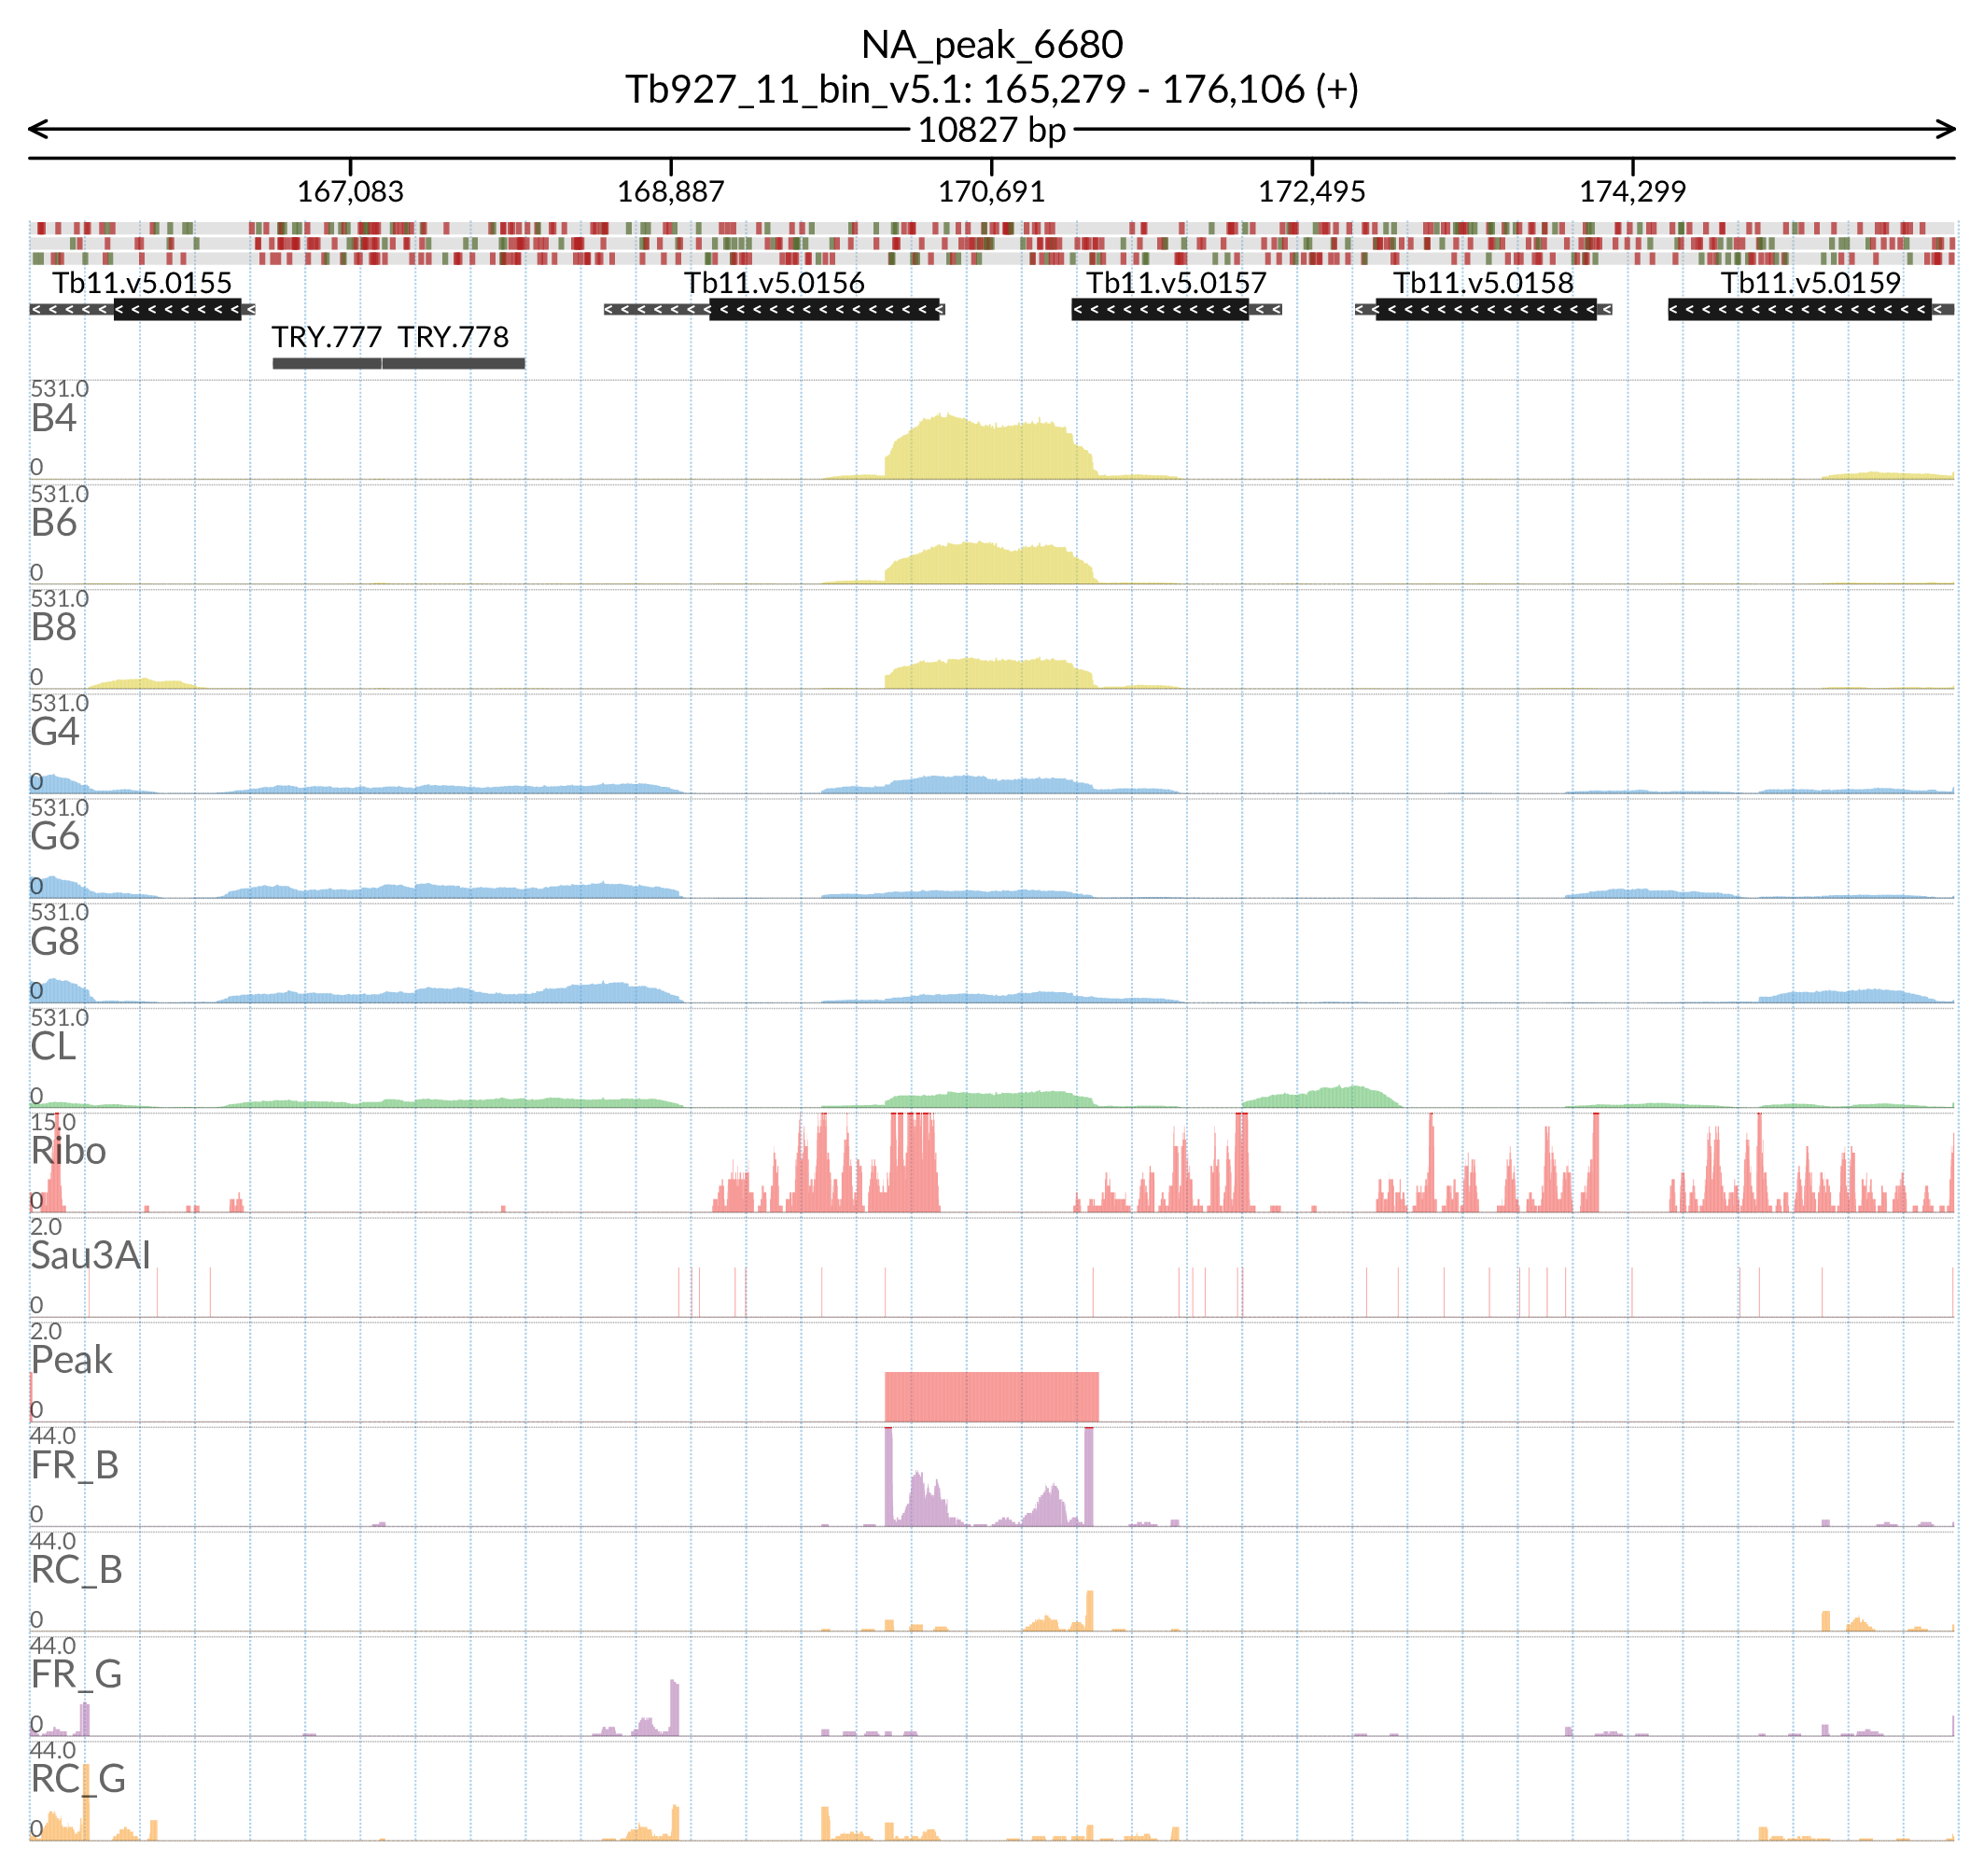 NA_peak_6680
Tb927_11_bin_v5.1: 165,279 - 176,106 (+)
10827 bp
167,083 168,887 170,691 172,495 174,299
Tb11.v5.0155 Tb11.v5.0156 Tb11.v5.0157 Tb11.v5.0158 Tb11.v5.0159
TRY.777 TRY.778
531.0
B4
0
531.0
B6
0
531.0
B8
0
531.0
G4
0
531.0
G6
0
531.0
G8
0
531.0
CL
0
15.0
Ribo
0
2.0
Sau3AI
0
2.0
Peak
0
44.0
FR_B
0
44.0
RC_B
0
44.0
FR_G
0
44.0
RC_G
0